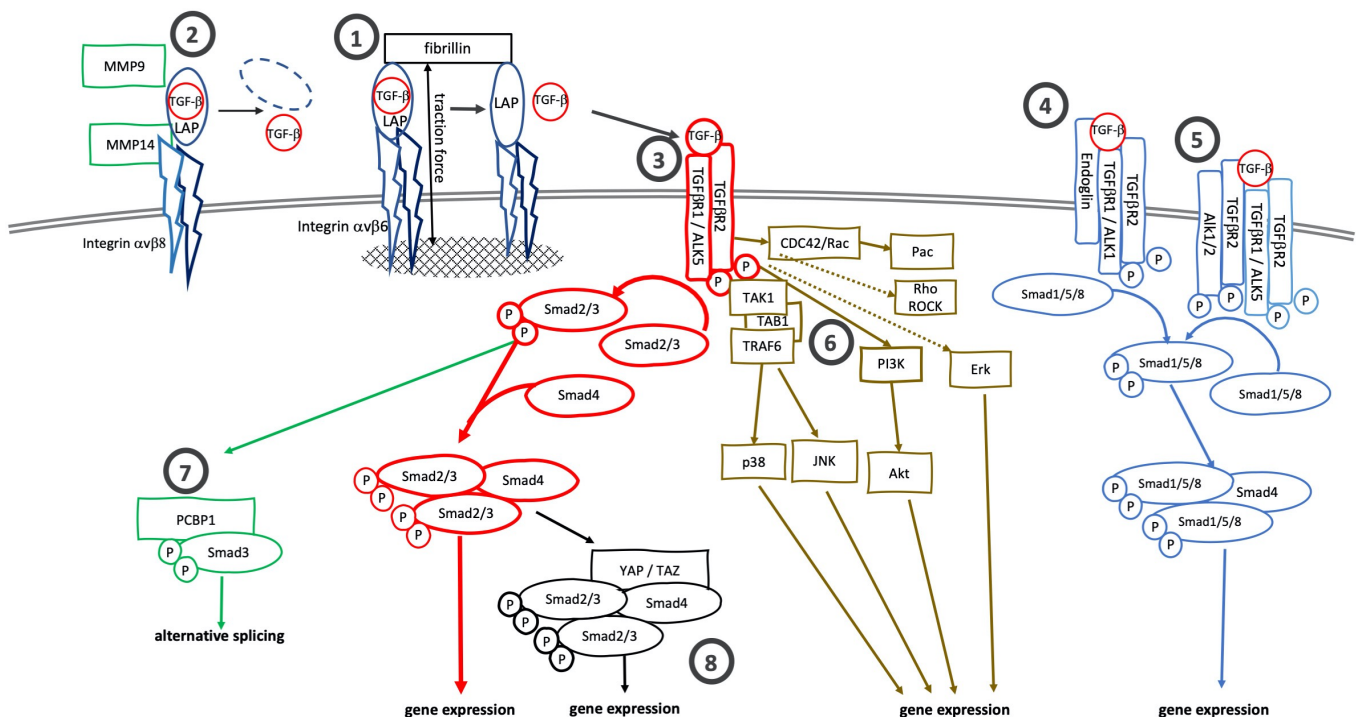 2
MMP9
TGF-β
LAP
MMP14
TGF-β
Integrin αvβ8
1
fibrillin
TGF-β
LAP
traction force
LAP
TGF-β
Integrin αvβ6
3
TGF-β
TGFβR1 / ALK5
TGFβR2
P
P
CDC42/Rac
Pac
Rho
ROCK
TAK1
TAB1
TRAF6
6
PI3K
Erk
p38
JNK
Akt
gene expression
4
TGF-β
Endoglin
TGFβR1 / ALK1
TGFβR2
P
P
5
TGF-β
Alk1/2
TGFβR2
TGFβR1 / ALK5
TGFβR2
P
P
P
P
Smad1/5/8
Smad1/5/8
P
P
Smad1/5/8
Smad1/5/8
Smad4
Smad1/5/8
P
P
P
P
gene expression
Smad2/3
P
P
Smad2/3
Smad4
Smad2/3
Smad4
Smad2/3
P
P
P
P
gene expression
7
PCBP1
Smad3
P
P
alternative splicing
YAP / TAZ
Smad2/3
Smad4
Smad2/3
P
P
P
P
8
gene expression